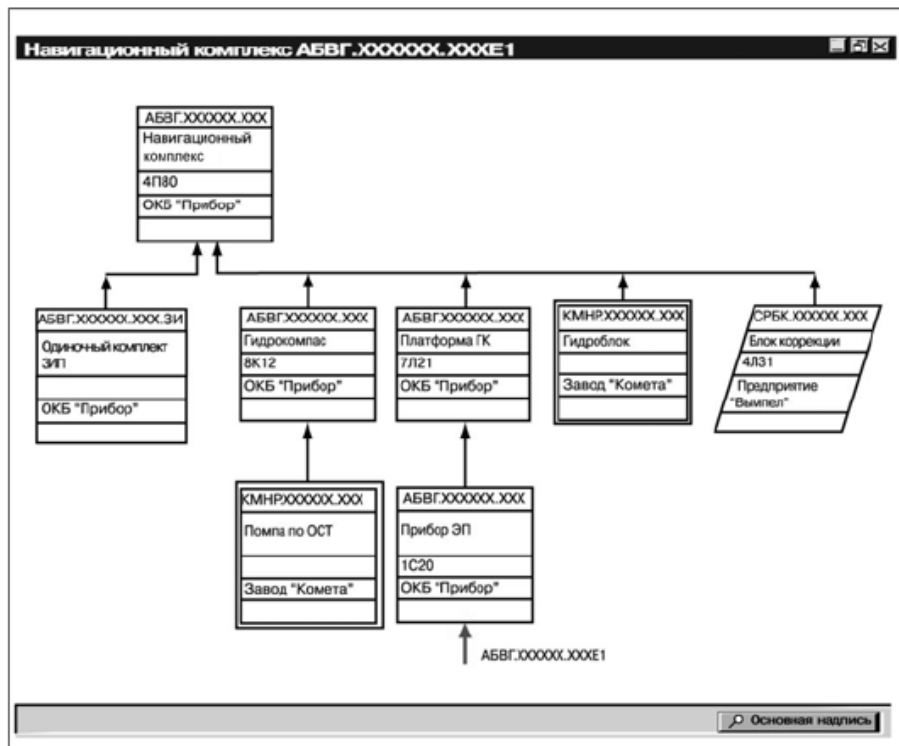 Навигационный комплекс АБВГ.XXXXXX.XXXЕ1
АБВГ.XXXXXX.XXX
Навигационный
комплекс
4П80
ОКБ "Прибор"
АБВГ.XXXXXX.XXX.ЗИ
Одиночный комплект
ЗИП
ОКБ "Прибор"
АБВГ.XXXXXX.XXX
Гидрокомпас
8К12
ОКБ "Прибор"
АБВГ.XXXXXX.XXX
Платформа ГК
7Л21
ОКБ "Прибор"
КМНР.XXXXXX.XXX
Гидроблок
Завод "Комета"
СРБК.XXXXXX.XXX
Блок коррекции
4Л31
Предприятие
"Вымпел"
КМНР.XXXXXX.XXX
Помпа по ОСТ
Завод "Комета"
АБВГ.XXXXXX.XXX
Прибор ЭП
1С20
ОКБ "Прибор"
АБВГ.XXXXXX.XXXЕ1
Основная надпись